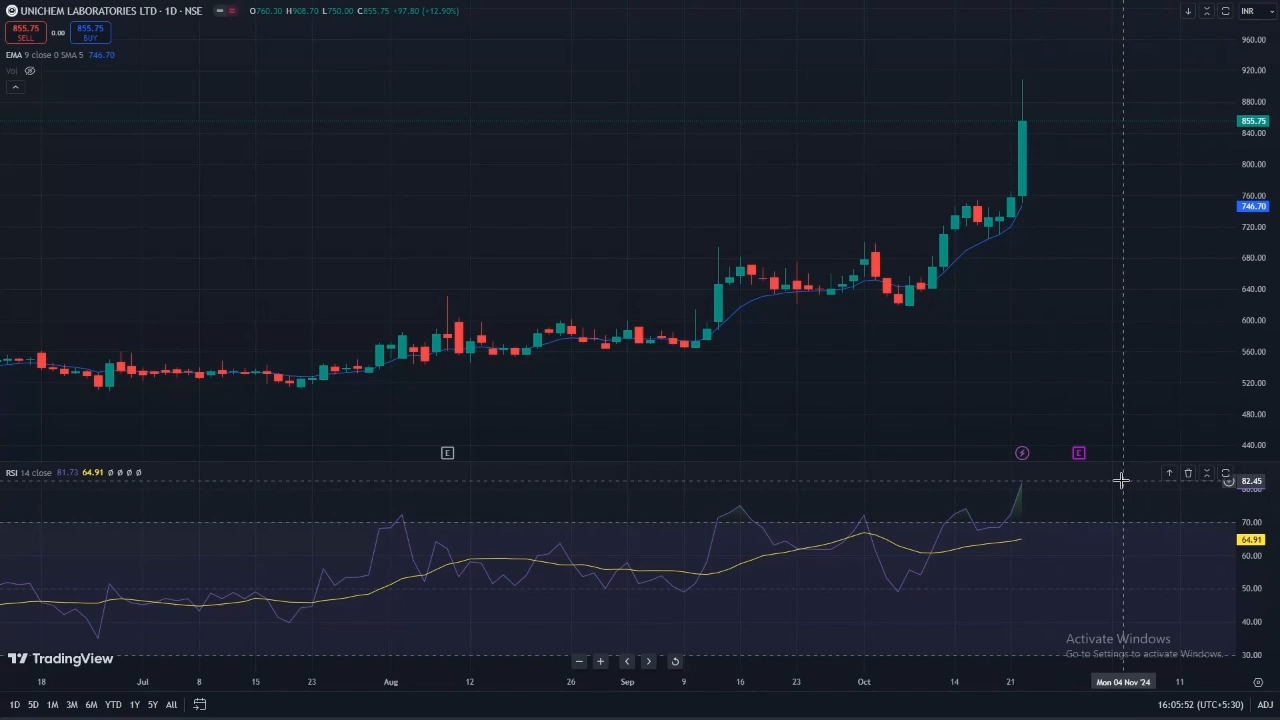 UNICHEM LABORATORIES LTD · 1D · NSE O760.30 H908.70 L750.00 C855.75 +97.80 (+12.90%) INR
855.75 SELL 0.00 855.75 BUY
EMA 9 close 0 SMA 5 746.70
Vol
960.00
920.00
880.00
855.75
840.00
800.00
760.00
746.70
720.00
680.00
640.00
600.00
560.00
520.00
480.00
440.00
E E
RSI 14 close 81.73 64.91 Ø Ø Ø Ø
82.45
80.00
70.00
64.91
60.00
50.00
40.00
30.00
Activate Windows
Go to Settings to activate Windows.
TradingView
18 Jul 8 15 23 Aug 12 26 Sep 9 16 23 Oct 14 21 Mon 04 Nov '24 11
1D 5D 1M 3M 6M YTD 1Y 5Y All 16:05:52 (UTC+5:30) ADJ